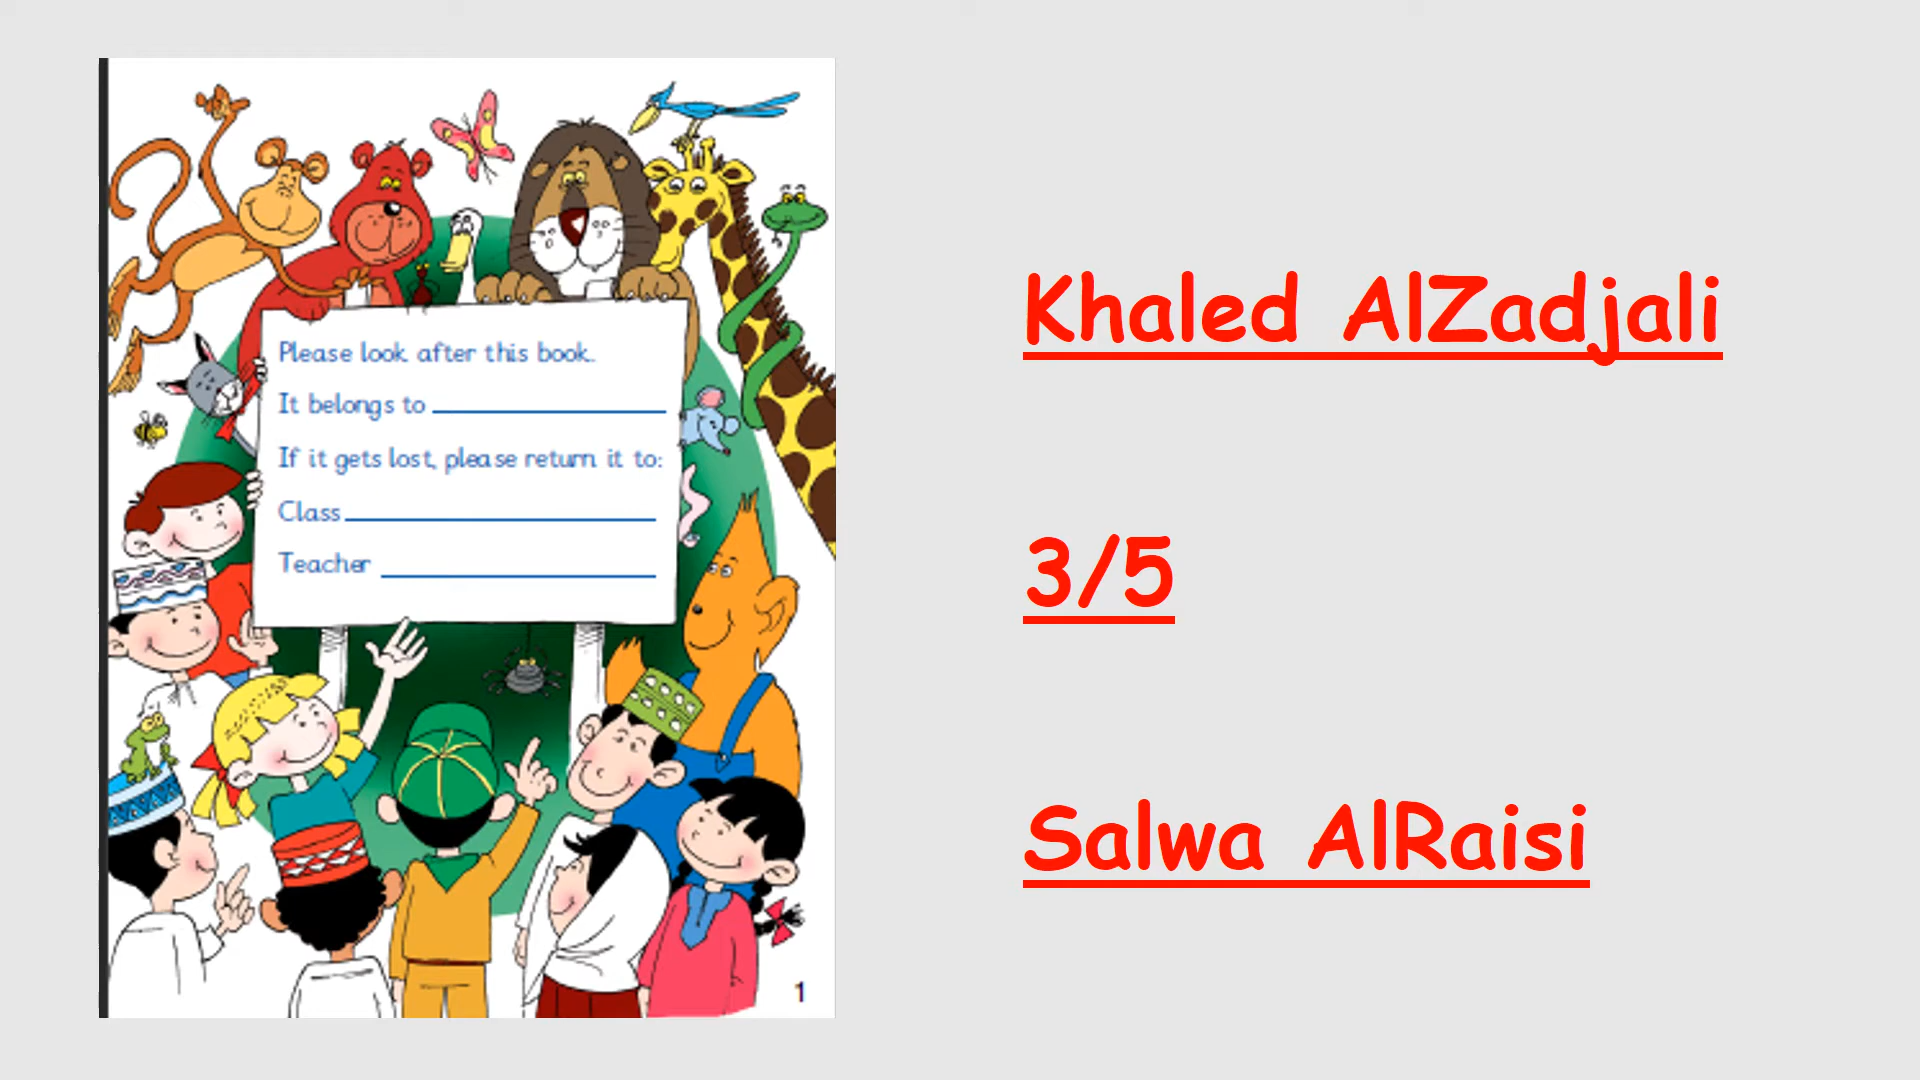 Please look after this book.
It belongs to
If it gets lost, please return it to:
Class
Teacher
1
Khaled AlZadjali
3/5
Salwa AlRaisi